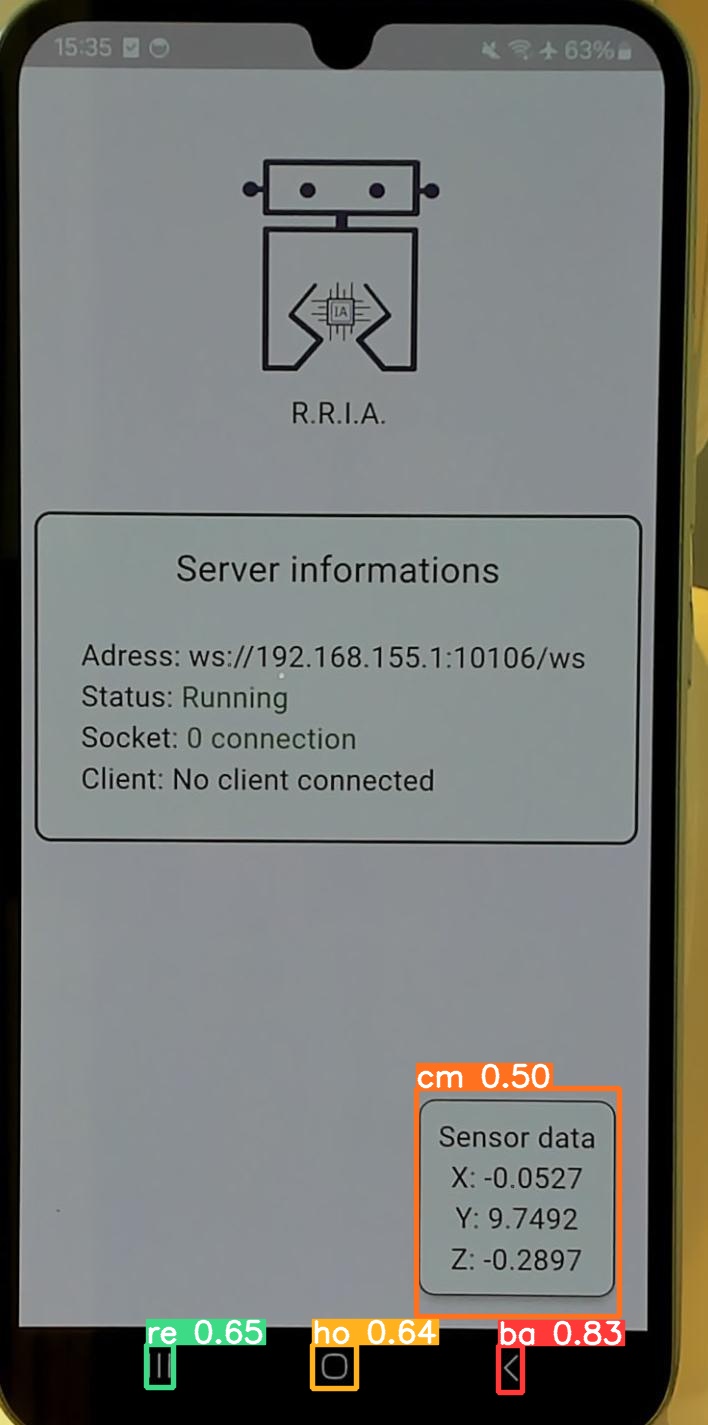 15:35
63%
IA
R.R.I.A.
Server informations
Adress: ws://192.168.155.1:10106/ws
Status: Running
Socket: 0 connection
Client: No client connected
cm 0.50
Sensor data
X: -0.0527
Y: 9.7492
Z: -0.2897
re 0.65 ho 0.64 ba 0.83